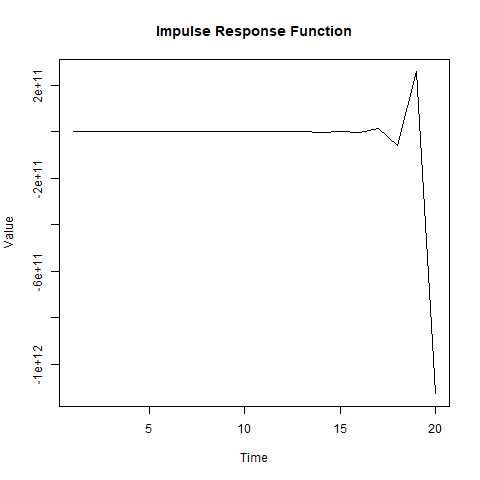 Impulse Response Function
2e+11
-2e+11
-6e+11
-1e+12
Value
5 10 15 20
Time